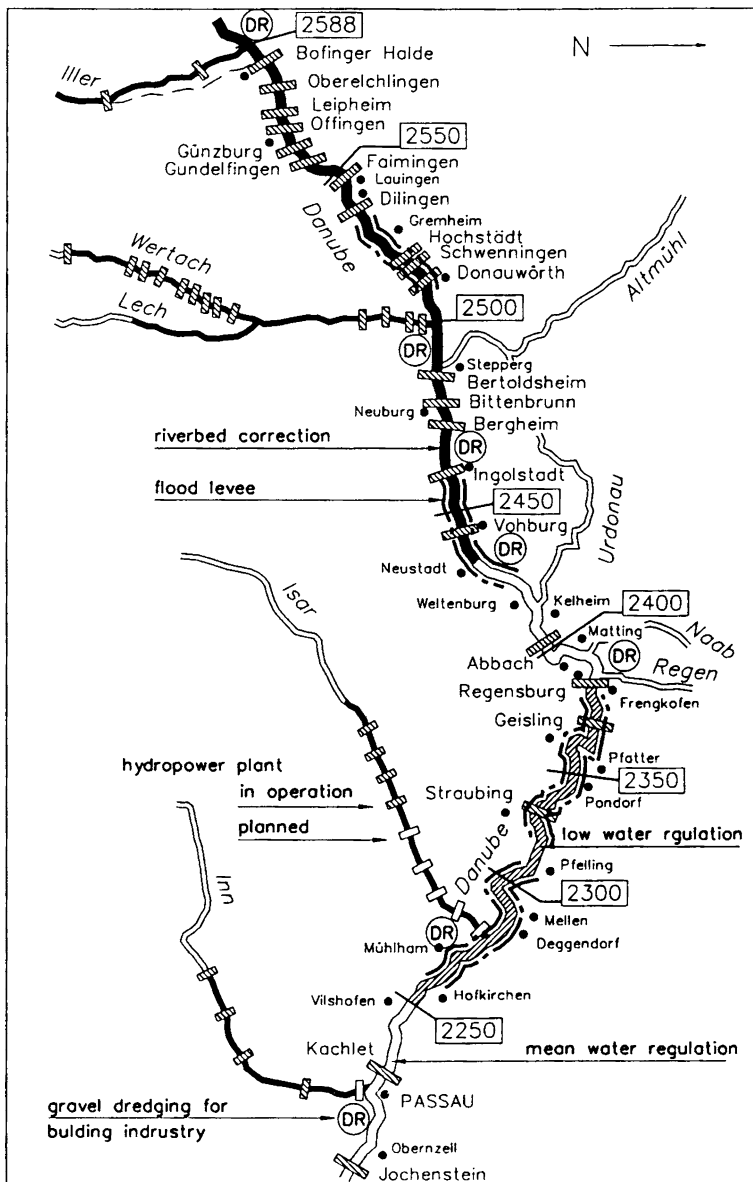 DR
2588
N
Bofinger Halde
Iller
Oberelchlingen
Leipheim
Offingen
2550
Günzburg
Gundelfingen
Faimingen
Lauingen
Dilingen
Danube
Gremheim
Hochstädt
Schwenningen
Donauwörth
Altmühl
Wertach
Lech
2500
DR
Stepperg
Bertoldsheim
Bittenbrunn
Neuburg
Bergheim
riverbed correction
DR
Ingolstadt
flood levee
2450
Vohburg
DR
Urdonau
Neustadt
Isar
Weltenburg
Kelheim
2400
Matting
Naab
DR
Abbach
Regen
Regensburg
Frengkofen
Geisling
hydropower plant
in operation
planned
Pfatter
2350
Pondorf
Straubing
low water rgulation
Danube
Pfelling
2300
Inn
Mellen
DR
Mühlham
Deggendorf
Vilshofen
Hofkirchen
2250
Kachlet
mean water regulation
gravel dredging for
bulding indrustry
DR
PASSAU
Obernzell
Jochenstein